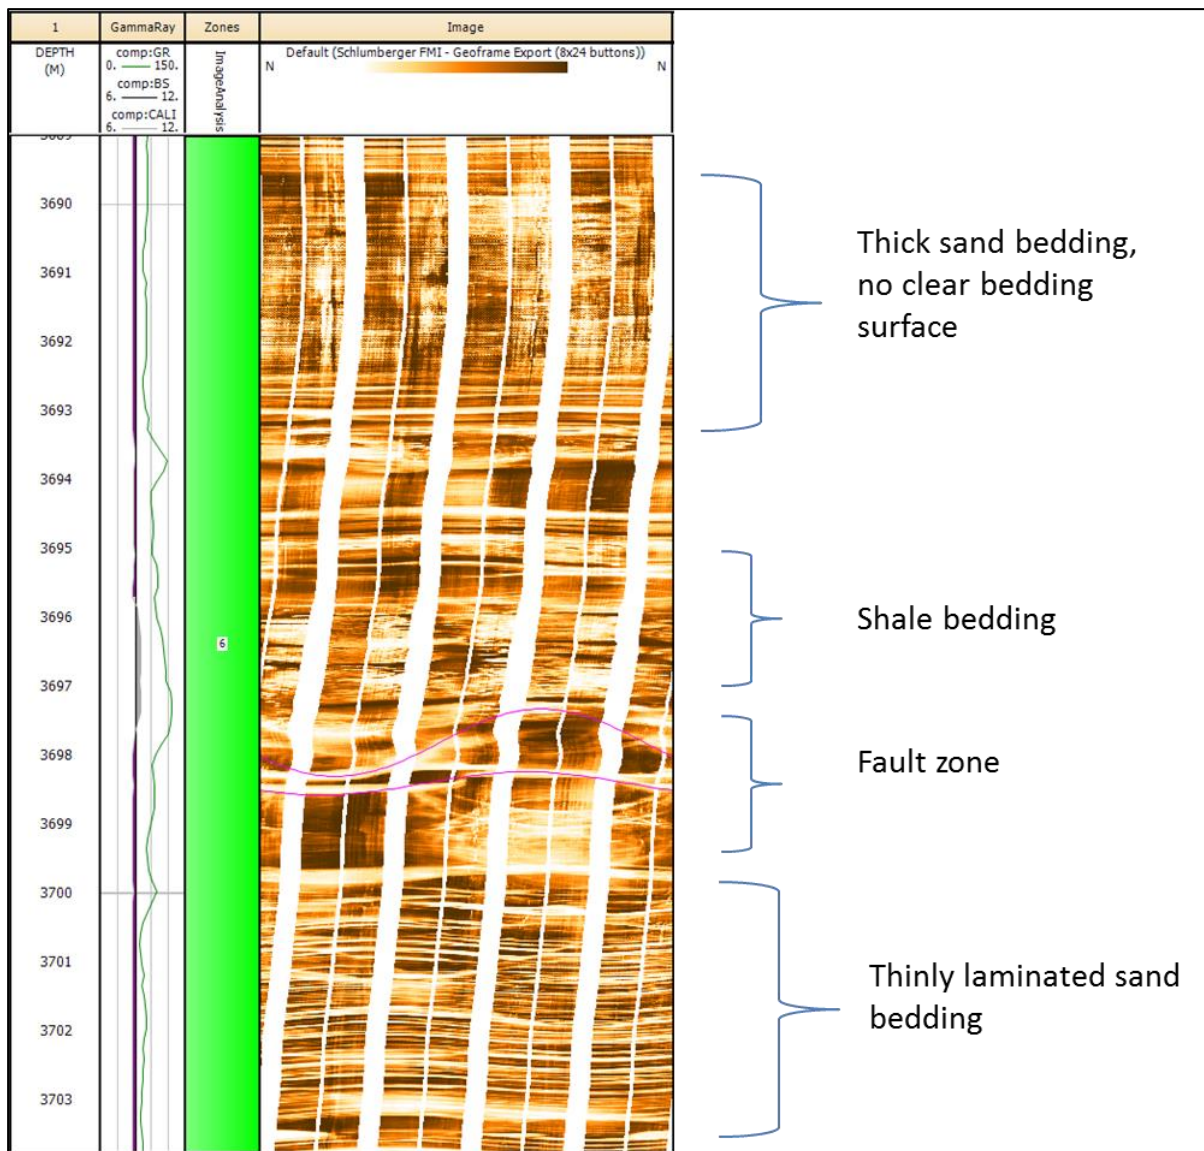 1 GammaRay Zones Image
DEPTH
(M)
comp:GR
0. 150.
comp:BS
6. 12.
comp:CALI
6. 12.
ImageAnalysis
Default (Schlumberger FMI - Geoframe Export (8x24 buttons))
N N
3690
3691
3692
3693
3694
3695
3696
3697
3698
3699
3700
3701
3702
3703
6
Thick sand bedding,
no clear bedding
surface
Shale bedding
Fault zone
Thinly laminated sand
bedding